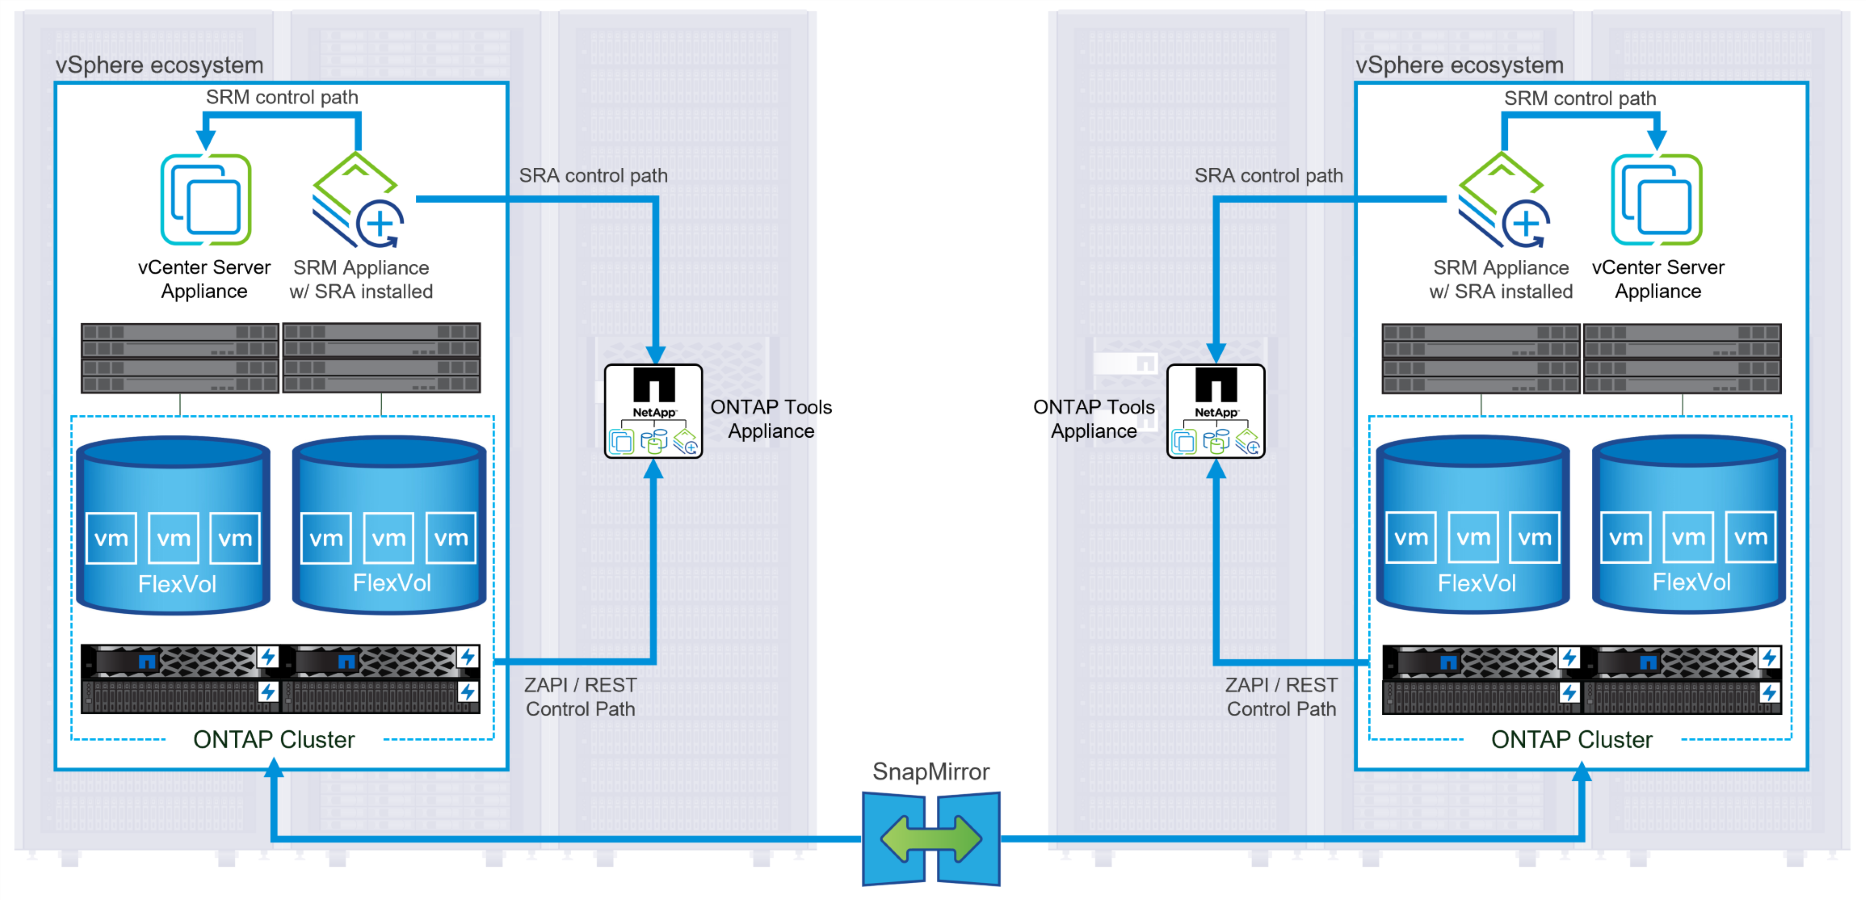 vSphere ecosystem
SRM control path
vCenter Server
Appliance
SRM Appliance
w/ SRA installed
SRA control path
NetApp
ONTAP Tools
Appliance
vm vm vm
FlexVol
vm vm vm
FlexVol
ZAPI / REST
Control Path
ONTAP Cluster
SnapMirror
vSphere ecosystem
SRM control path
SRA control path
SRM Appliance
w/ SRA installed
vCenter Server
Appliance
ONTAP Tools
Appliance
NetApp
vm vm vm
FlexVol
vm vm vm
FlexVol
ZAPI / REST
Control Path
ONTAP Cluster